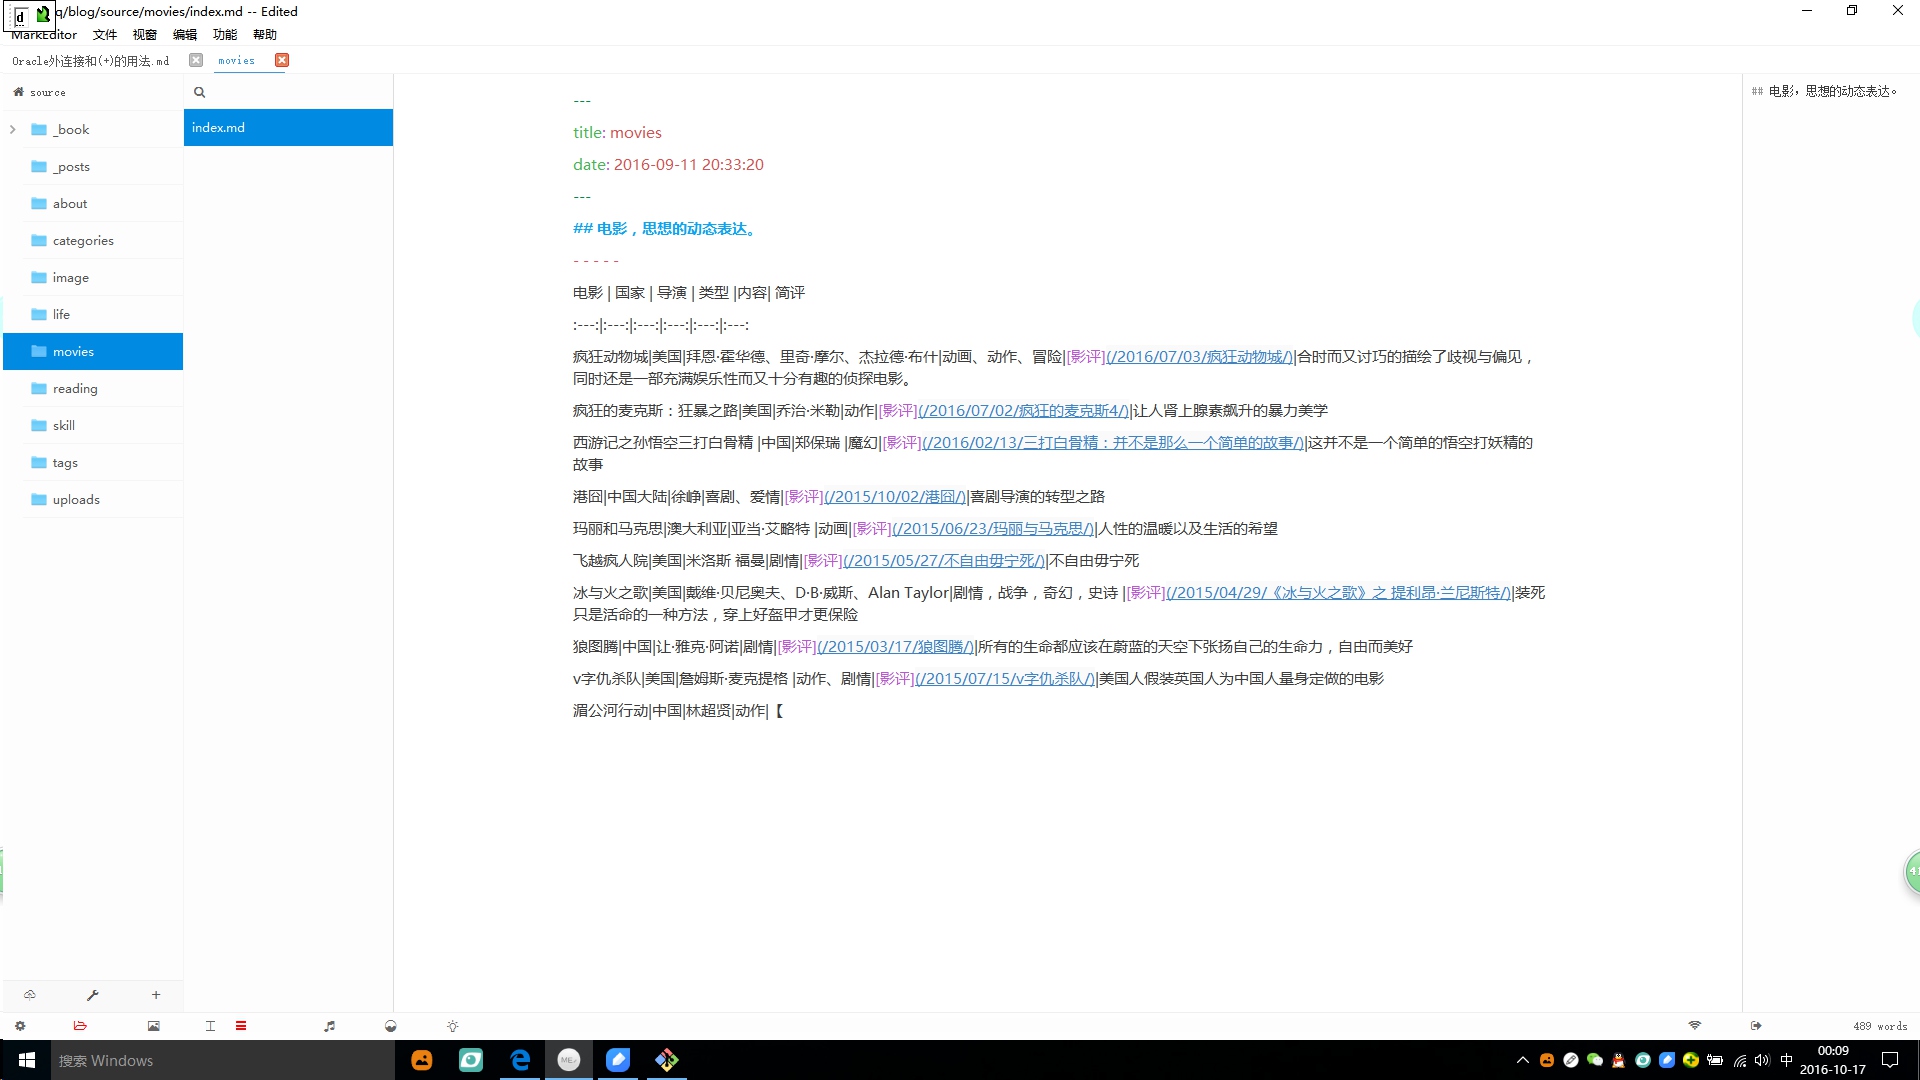 q/blog/source/movies/index.md -- Edited
MarkEditor 文件 视窗 编辑 功能 帮助
Oracle外连接和(+)的用法.md movies
source
_book
_posts
about
categories
image
life
movies
reading
skill
tags
uploads
index.md
---
title: movies
date: 2016-09-11 20:33:20
---
## 电影，思想的动态表达。
- - - - -
电影 | 国家 | 导演 | 类型 |内容| 简评
:---:|:---:|:---:|:---:|:---:|:---:
疯狂动物城|美国|拜恩·霍华德、里奇·摩尔、杰拉德·布什|动画、动作、冒险|[影评](/2016/07/03/疯狂动物城/)|合时而又讨巧的描绘了歧视与偏见，
同时还是一部充满娱乐性而又十分有趣的侦探电影。
疯狂的麦克斯：狂暴之路|美国|乔治·米勒|动作|[影评](/2016/07/02/疯狂的麦克斯4/)|让人肾上腺素飙升的暴力美学
西游记之孙悟空三打白骨精 |中国|郑保瑞 |魔幻|[影评](/2016/02/13/三打白骨精：并不是那么一个简单的故事/)|这并不是一个简单的悟空打妖精的
故事
港囧|中国大陆|徐峥|喜剧、爱情|[影评](/2015/10/02/港囧/)|喜剧导演的转型之路
玛丽和马克思|澳大利亚|亚当·艾略特 |动画|[影评](/2015/06/23/玛丽与马克思/)|人性的温暖以及生活的希望
飞越疯人院|美国|米洛斯 福曼|剧情|[影评](/2015/05/27/不自由毋宁死/)|不自由毋宁死
冰与火之歌|美国|戴维·贝尼奥夫、D·B·威斯、Alan Taylor|剧情，战争，奇幻，史诗 |[影评](/2015/04/29/《冰与火之歌》之 提利昂·兰尼斯特/)|装死
只是活命的一种方法，穿上好盔甲才更保险
狼图腾|中国|让·雅克·阿诺|剧情|[影评](/2015/03/17/狼图腾/)|所有的生命都应该在蔚蓝的天空下张扬自己的生命力，自由而美好
v字仇杀队|美国|詹姆斯·麦克提格 |动作、剧情|[影评](/2015/07/15/v字仇杀队/)|美国人假装英国人为中国人量身定做的电影
湄公河行动|中国|林超贤|动作|【
## 电影，思想的动态表达。
489 words
搜索 Windows
ME
中
00:09
2016-10-17